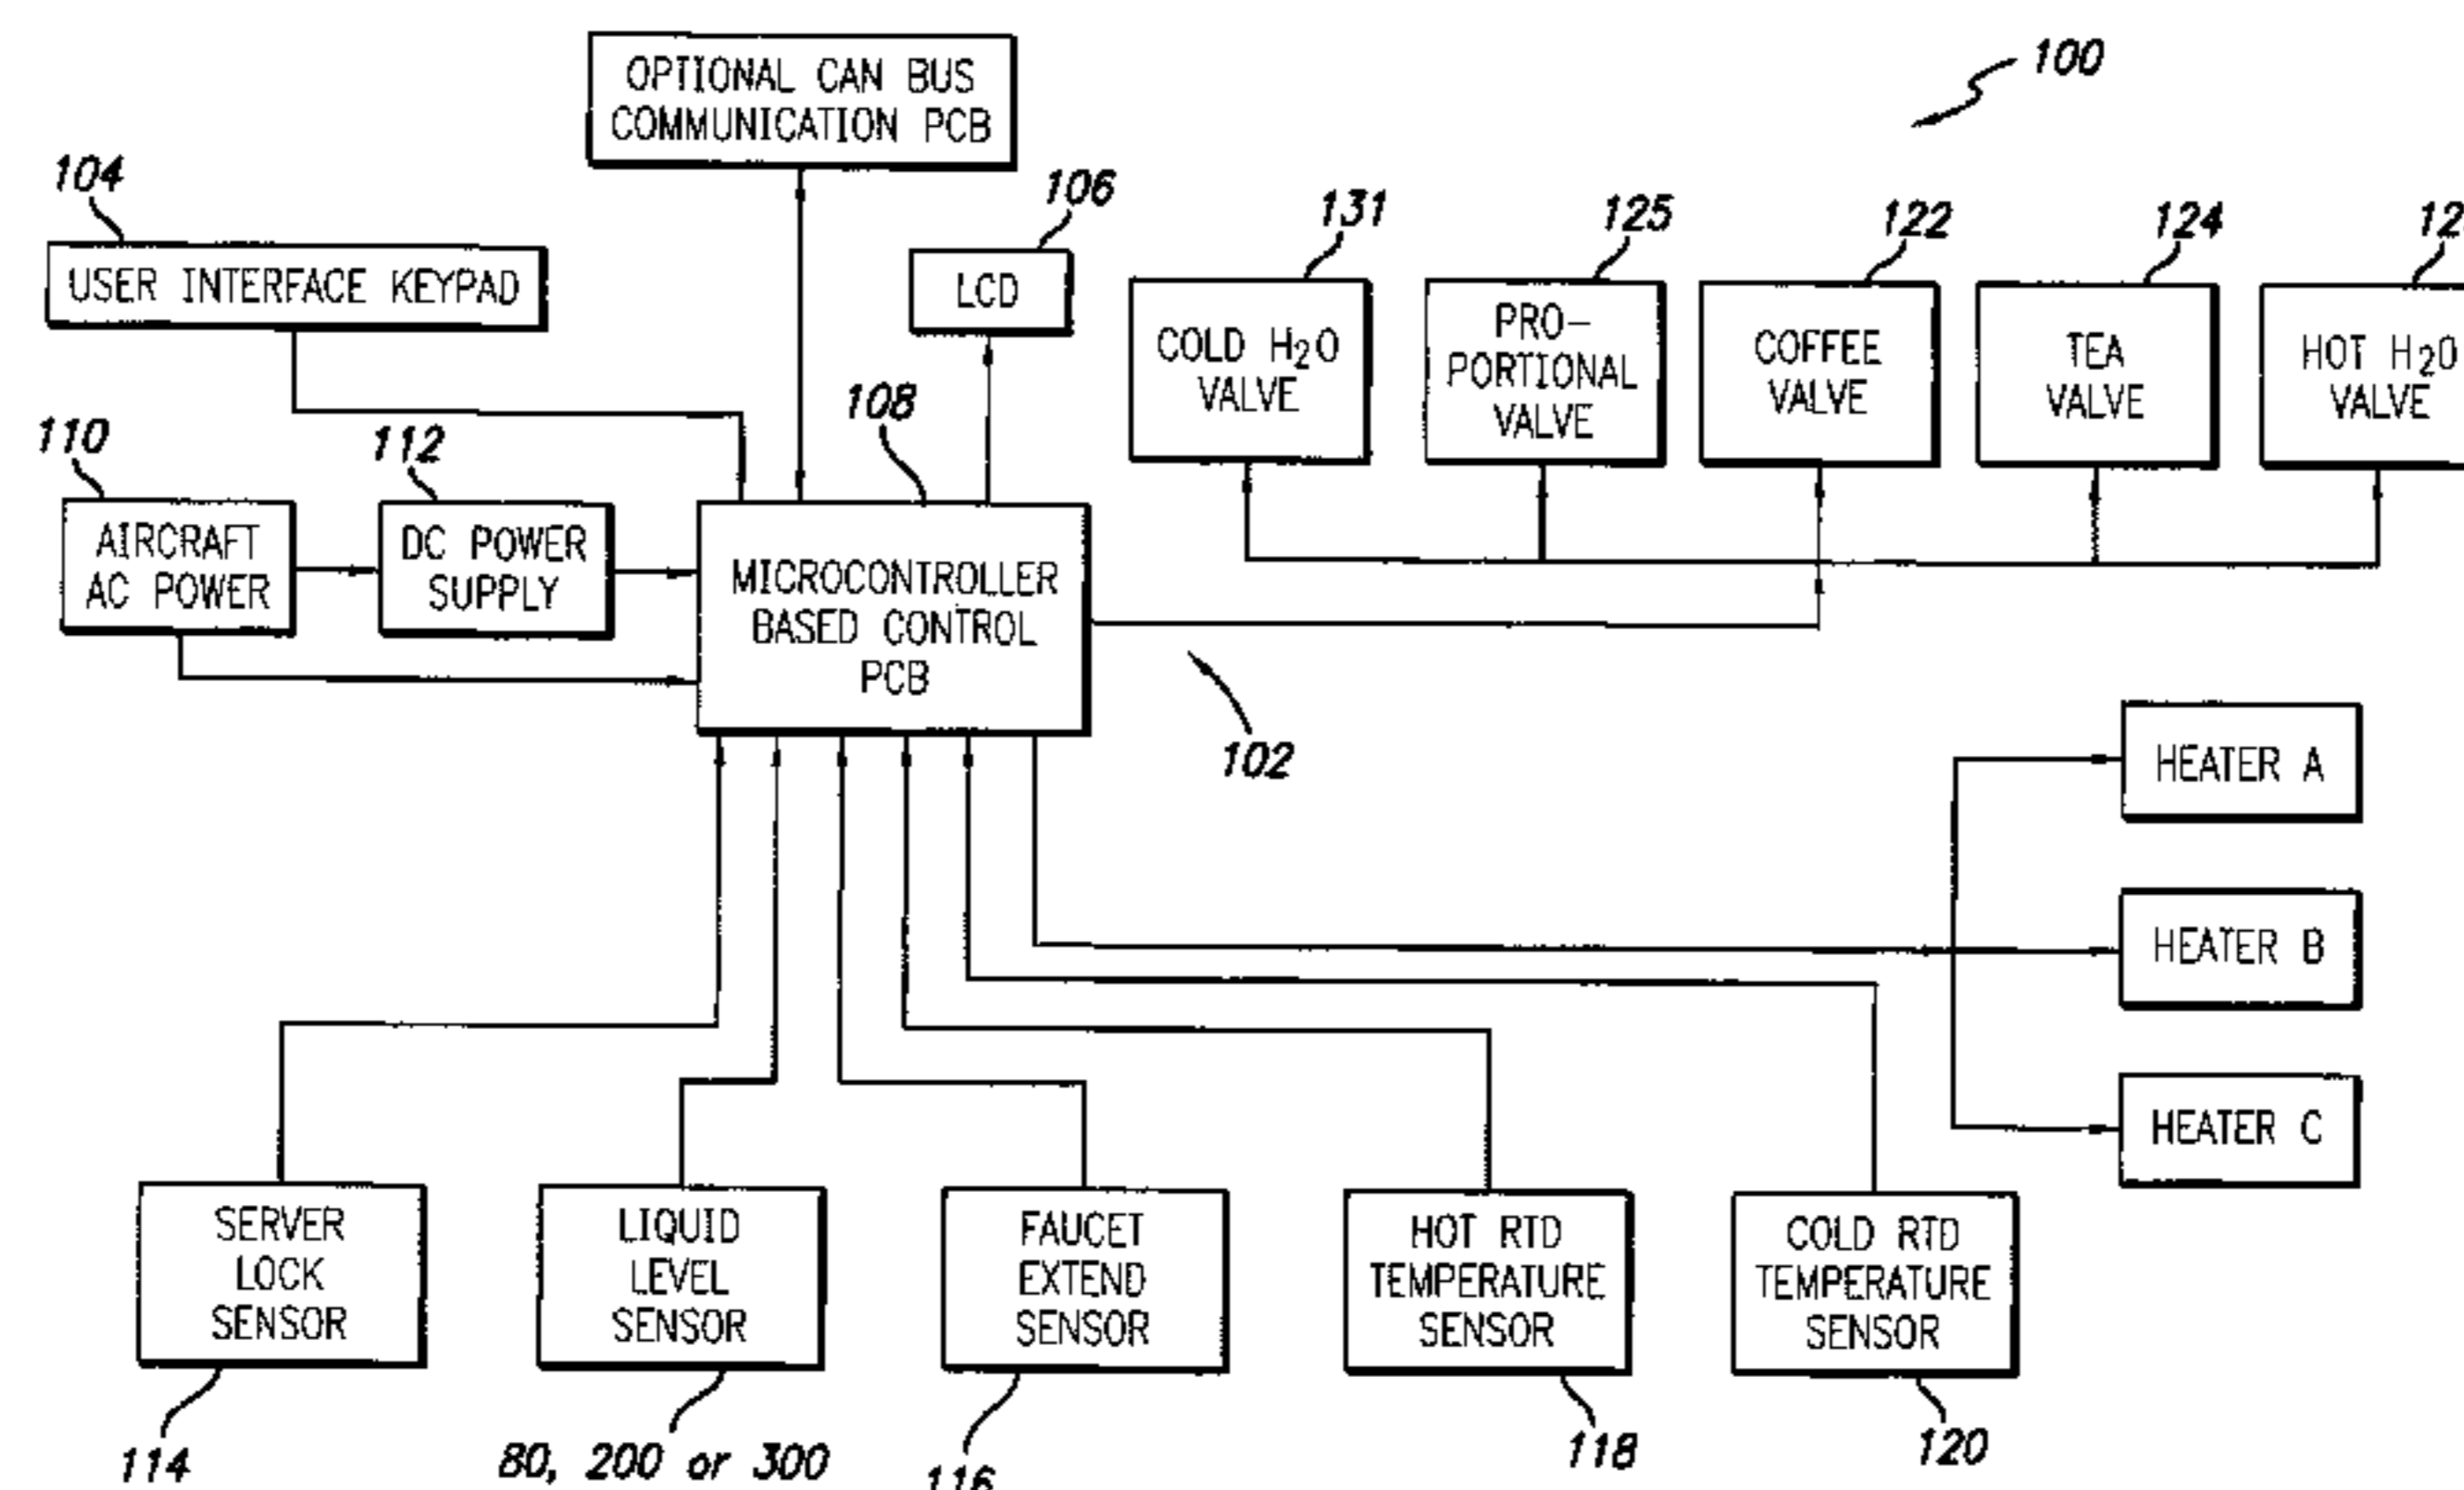 100
OPTIONAL CAN BUS
COMMUNICATION PCB
104
USER INTERFACE KEYPAD
106
LCD
131
COLD H₂O
VALVE
125
PRO-
PORTIONAL
VALVE
122
COFFEE
VALVE
124
TEA
VALVE
HOT H₂O
VALVE
110
AIRCRAFT
AC POWER
112
DC POWER
SUPPLY
108
MICROCONTROLLER
BASED CONTROL
PCB
102
HEATER A
HEATER B
HEATER C
SERVER
LOCK
SENSOR
114
LIQUID
LEVEL
SENSOR
80, 200 or 300
FAUCET
EXTEND
SENSOR
116
HOT RTD
TEMPERATURE
SENSOR
118
COLD RTD
TEMPERATURE
SENSOR
120